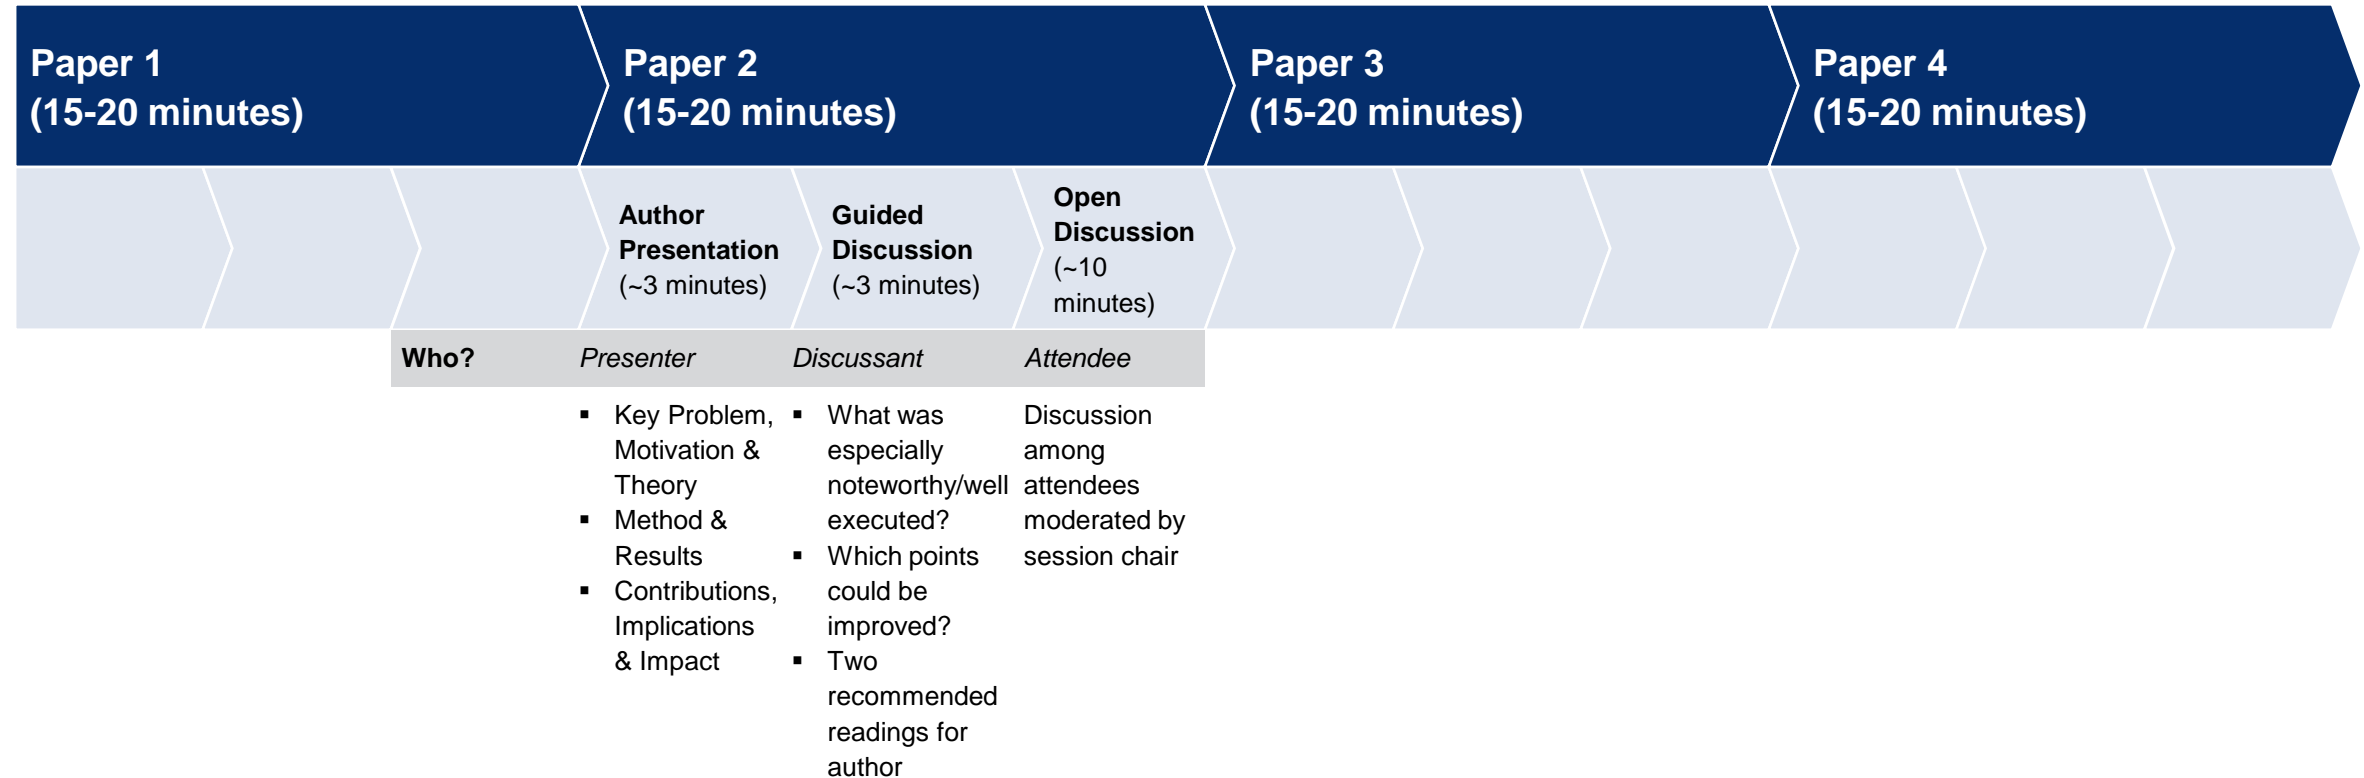 Paper 1
(15-20 minutes)
Paper 2
(15-20 minutes)
Paper 3
(15-20 minutes)
Paper 4
(15-20 minutes)
Author
Presentation
(~3 minutes)
Guided
Discussion
(~3 minutes)
Open
Discussion
(~10
minutes)
Who?
Presenter
Discussant
Attendee
▪ Key Problem,
Motivation &
Theory
▪ Method &
Results
▪ Contributions,
Implications
& Impact
▪ What was
especially
noteworthy/well
executed?
▪ Which points
could be
improved?
▪ Two
recommended
readings for
author
Discussion
among
attendees
moderated by
session chair